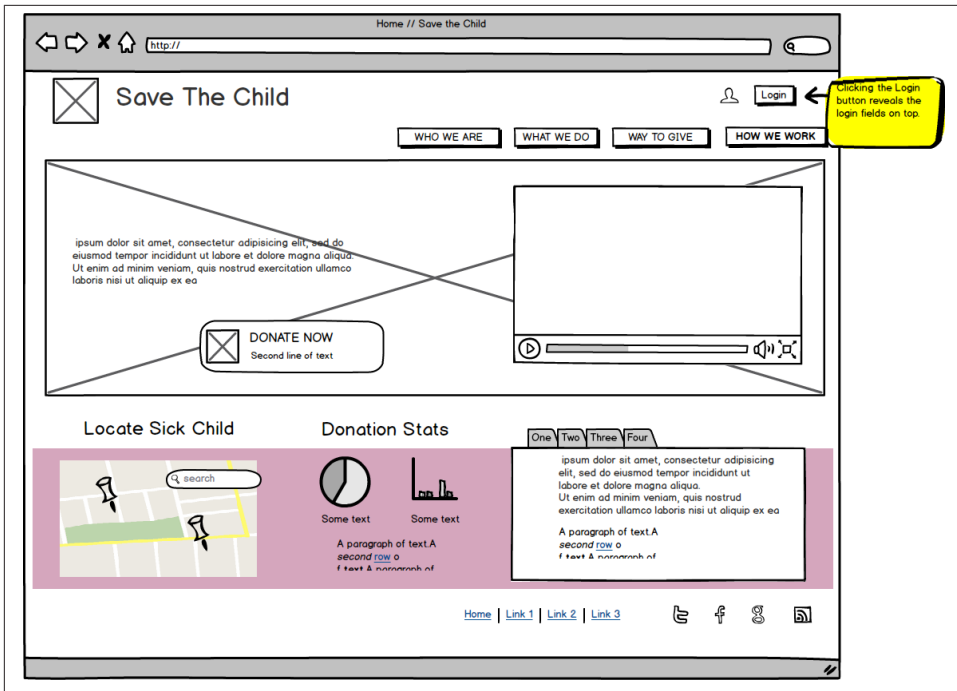 Home // Save the Child
http://
Save The Child
Login
Clicking the Login
button reveals the
login fields on top.
WHO WE ARE
WHAT WE DO
WAY TO GIVE
HOW WE WORK
ipsum dolor sit amet, consectetur adipisicing elit, sed do
eiusmod tempor incididunt ut labore et dolore magna aliqua.
Ut enim ad minim veniam, quis nostrud exercitation ullamco
laboris nisi ut aliquip ex ea
DONATE NOW
Second line of text
Locate Sick Child
search
Donation Stats
Some text
Some text
A paragraph of text.A
second row o
f text.A paragraph of
One
Two
Three
Four
ipsum dolor sit amet, consectetur adipisicing
elit, sed do eiusmod tempor incididunt ut
labore et dolore magna aliqua.
Ut enim ad minim veniam, quis nostrud
exercitation ullamco laboris nisi ut aliquip ex ea
A paragraph of text.A
second row o
f text.A paragraph of
Home | Link 1 | Link 2 | Link 3